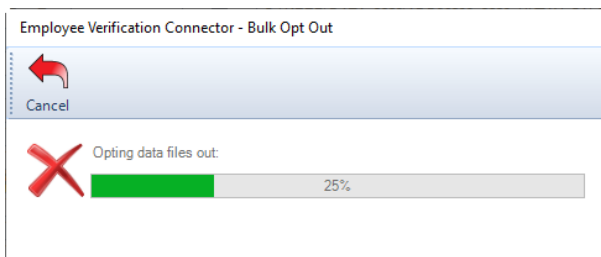 Employee Verification Connector - Bulk Opt Out
Cancel
Opting data files out:
25%